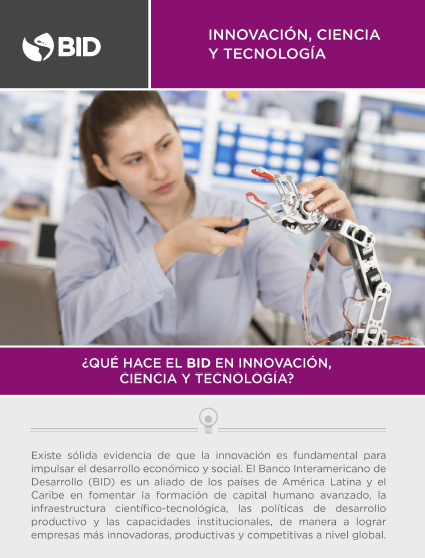 BID
INNOVACIÓN, CIENCIA
Y TECNOLOGÍA
¿QUÉ HACE EL BID EN INNOVACIÓN,
CIENCIA Y TECNOLOGÍA?
Existe sólida evidencia de que la innovación es fundamental para
impulsar el desarrollo económico y social. El Banco Interamericano de
Desarrollo (BID) es un aliado de los países de América Latina y el
Caribe en fomentar la formación de capital humano avanzado, la
infraestructura científico-tecnológica, las políticas de desarrollo
productivo y las capacidades institucionales, de manera a lograr
empresas más innovadoras, productivas y competitivas a nivel global.